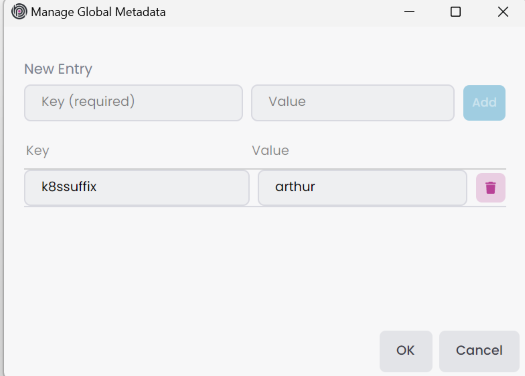 Manage Global Metadata
New Entry
Key (required) Value Add
Key Value
k8ssuffix arthur
OK Cancel